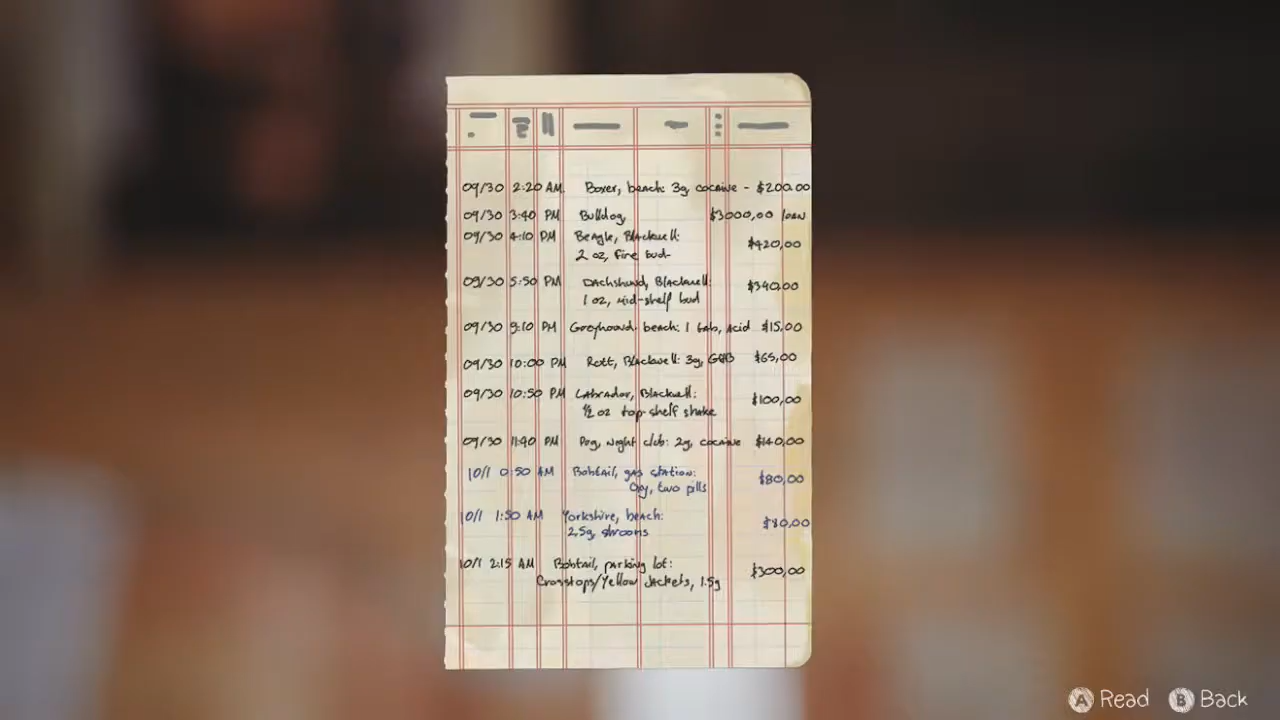 09/30 2:20 AM Boxer, beach: 3g, cocaine - $200.00
09/30 3:40 PM Bulldog, $3000,00 loan
09/30 4:10 PM Beagle, Blackwell: $420,00
2 oz, fire bud
09/30 5:50 PM Dachshund, Blackwell: $340.00
1 oz, mid-shelf bud
09/30 9:10 PM Greyhound, beach: 1 tab, acid $15,00
09/30 10:00 PM Rott, Blackwell: 3g, GHB $65,00
09/30 10:50 PM Labrador, Blackwell: $100,00
½ oz top-shelf shake
09/30 11:40 PM Pug, night club: 2g, cocaine $140,00
10/1 0:50 AM Bobtail, gas station: $80,00
Oxy, two pills
10/1 1:30 AM Yorkshire, beach: $80,00
2,5g, shrooms
10/1 2:15 AM Bobtail, parking lot: $300,00
Crosstops/Yellow Jackets, 1.5g
A Read B Back